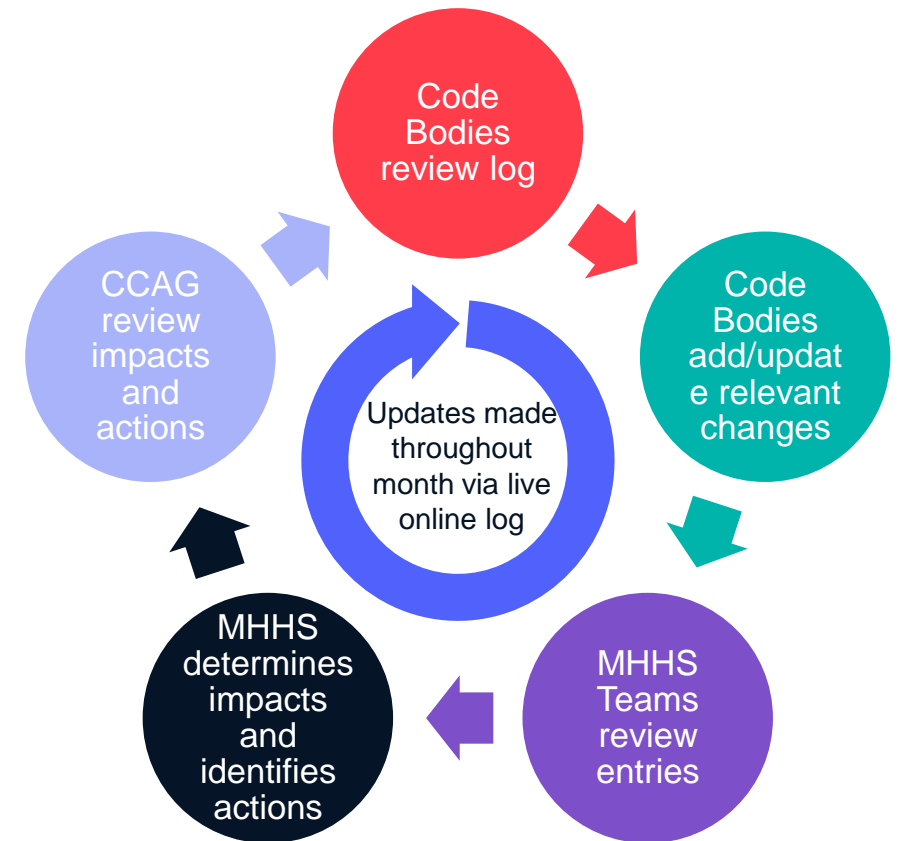 Code
Bodies
review log
Code
Bodies
add/updat
e relevant
changes
MHHS
Teams
review
entries
MHHS
determines
impacts
and
identifies
actions
CCAG
review
impacts
and
actions
Updates made
throughout
month via live
online log